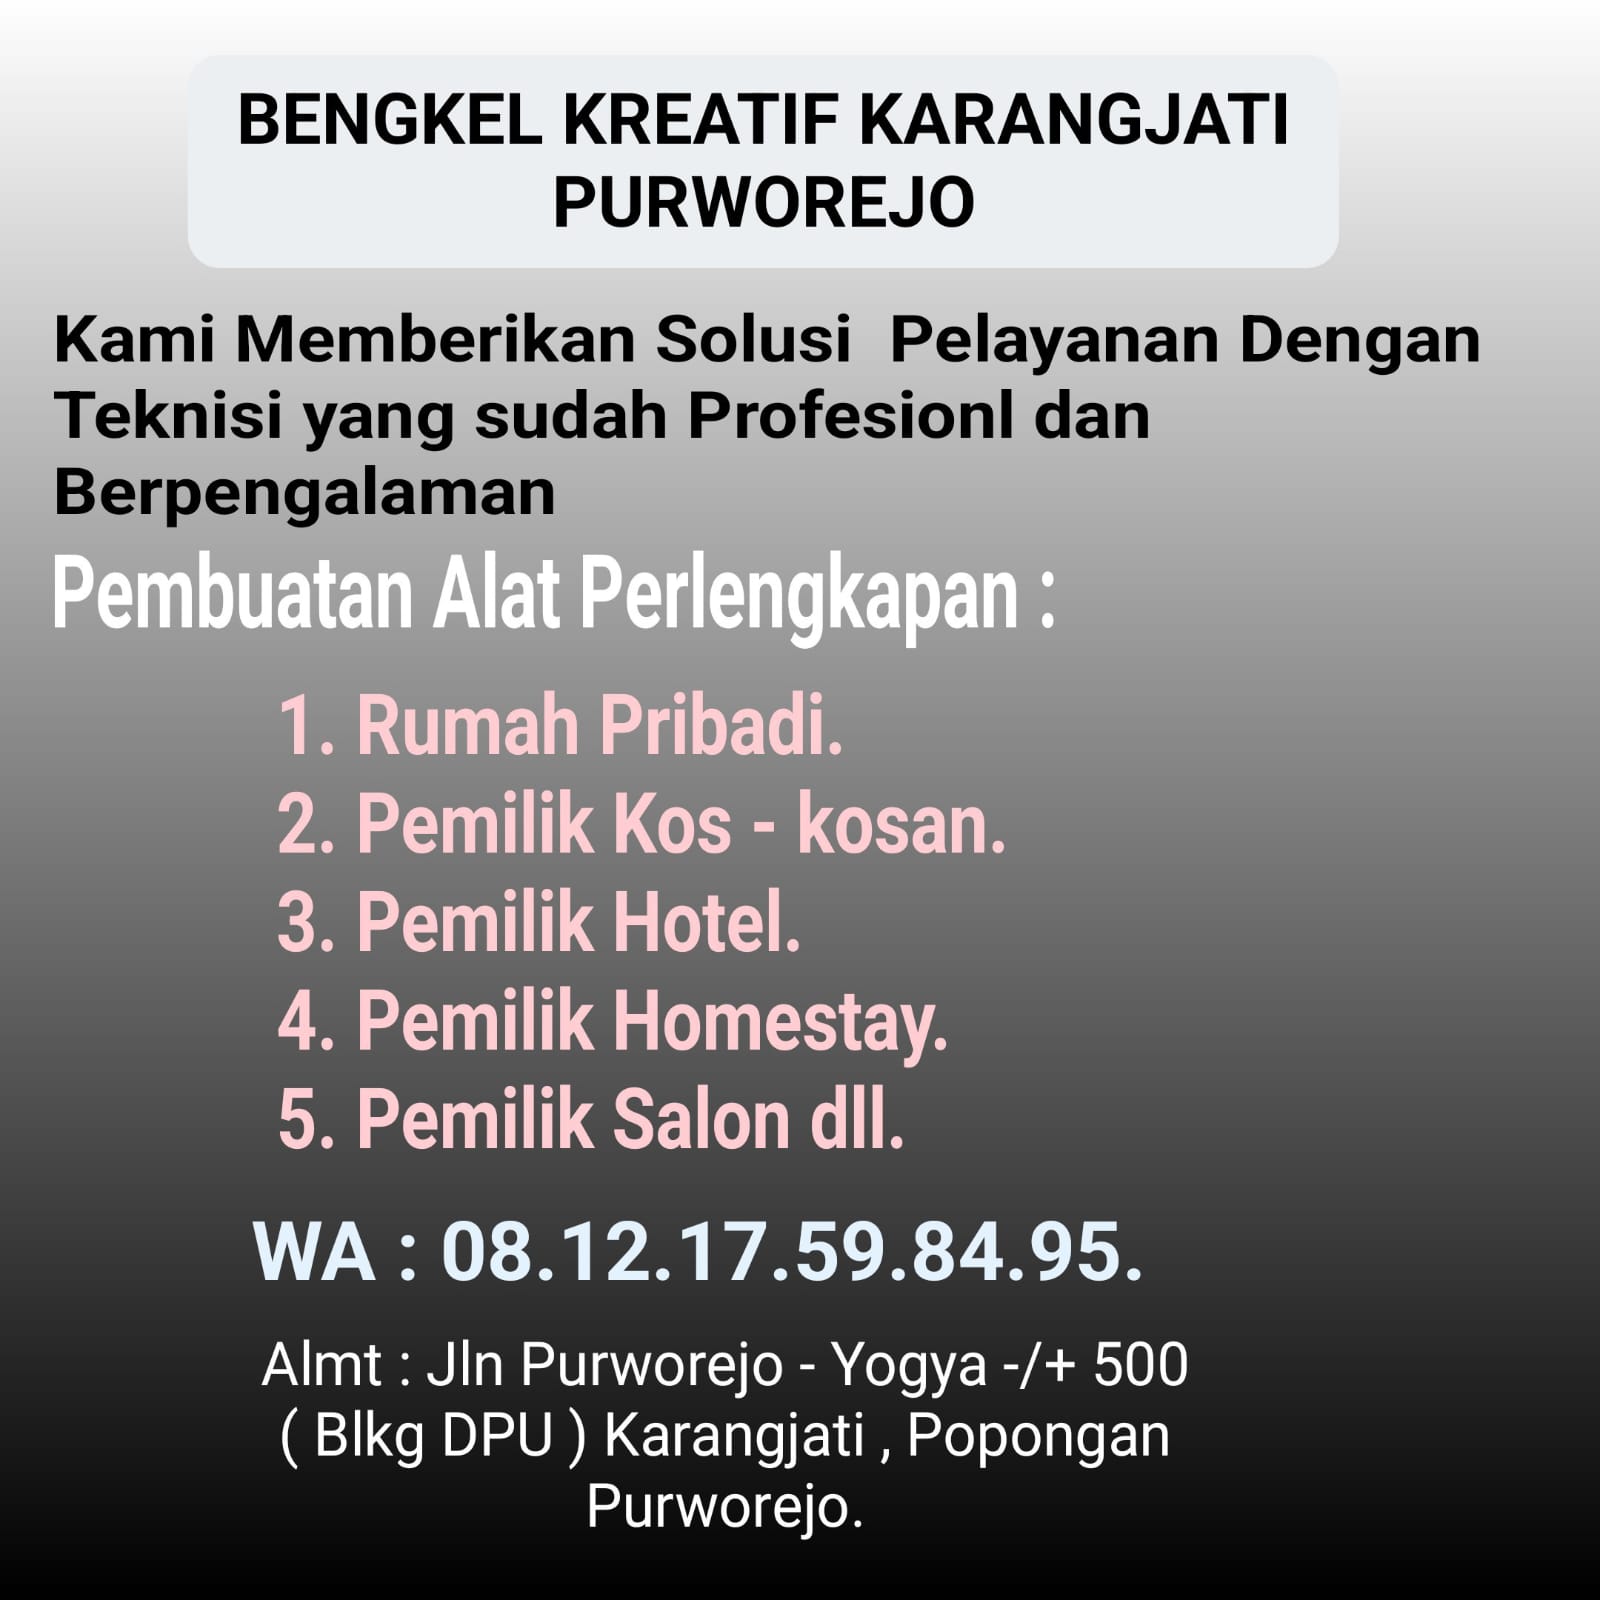 BENGKEL KREATIF KARANGJATI
PURWOREJO
Kami Memberikan Solusi  Pelayanan Dengan
Teknisi yang sudah Profesionl dan
Berpengalaman
Pembuatan Alat Perlengkapan :
1. Rumah Pribadi.
2. Pemilik Kos - kosan.
3. Pemilik Hotel.
4. Pemilik Homestay.
5. Pemilik Salon dll.
WA : 08.12.17.59.84.95.
Almt : Jln Purworejo - Yogya -/+ 500
( Blkg DPU ) Karangjati , Popongan
Purworejo.